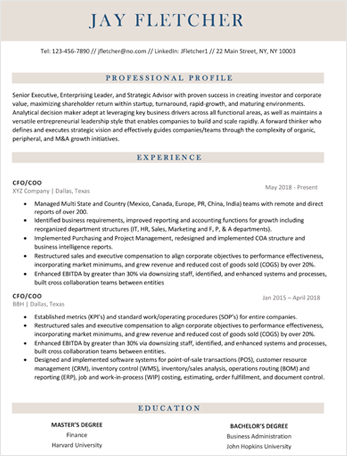 JAY FLETCHER
Tel: 123-456-7890 // jfletcher@no.com // LinkedIn: JFletcher1 // 22 Main Street, NY, NY 10003
PROFESSIONAL PROFILE
Senior Executive, Enterprising Leader, and Strategic Advisor with proven success in creating investor and corporate
value, maximizing shareholder return within startup, turnaround, rapid-growth, and maturing environments.
Analytical decision maker adept at leveraging key business drivers across all functional areas, as well as maintains a
versatile entrepreneurial leadership style that enables companies to build and scale rapidly. A forward thinker who
defines and executes strategic vision and effectively guides companies/teams through the complexity of organic,
peripheral, and M&A growth initiatives.
EXPERIENCE
CFO/COO
May 2018 - Present
XYZ Company | Dallas, Texas
• Managed Multi State and Country (Mexico, Canada, Europe, PR, China, India) teams with remote and direct
reports of over 200.
• Identified business requirements, improved reporting and accounting functions for growth including
reorganized department structures (IT, HR, Sales, Marketing and F, P, & A departments).
• Implemented Purchasing and Project Management, redesigned and implemented COA structure and
business intelligence reports.
• Restructured sales and executive compensation to align corporate objectives to performance effectiveness,
incorporating market minimums, and grew revenue and reduced cost of goods sold (COGS) by over 20%.
• Enhanced EBITDA by greater than 30% via downsizing staff, identified, and enhanced systems and processes,
built cross collaboration teams between entities
CFO/COO
Jan 2015 – April 2018
BBH | Dallas, Texas
• Established metrics (KPI's) and standard work/operating procedures (SOP's) for entire companies.
• Restructured sales and executive compensation to align corporate objectives to performance effectiveness,
incorporating market minimums, and grew revenue and reduced cost of goods sold (COGS) by over 20%.
• Enhanced EBITDA by greater than 30% via downsizing staff, identified, and enhanced systems and processes,
built cross collaboration teams between entities.
• Designed and implemented software systems for point-of-sale transactions (POS), customer resource
management (CRM), inventory control (WMS), inventory/sales analysis, operations routing (BOM) and
reporting (ERP), job and work-in-process (WIP) costing, estimating, order fulfillment, and document control.
EDUCATION
MASTER'S DEGREE
Finance
Harvard University
BACHELOR'S DEGREE
Business Administration
John Hopkins University